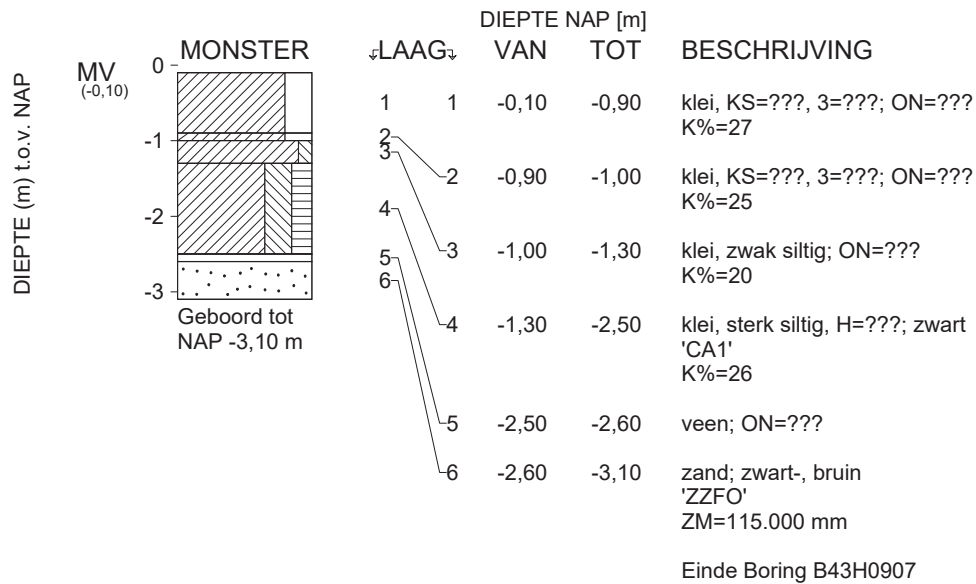 DIEPTE NAP [m]
MONSTER LAAG VAN TOT BESCHRIJVING
DIEPTE (m) t.o.v. NAP
MV
(-0,10)
0
-1
-2
-3
Geboord tot
NAP -3,10 m
1
2
3
4
5
6
1 -0,10 -0,90 klei, KS=???, 3=???; ON=???
K%=27
2 -0,90 -1,00 klei, KS=???, 3=???; ON=???
K%=25
3 -1,00 -1,30 klei, zwak siltig; ON=???
K%=20
4 -1,30 -2,50 klei, sterk siltig, H=???; zwart
'CA1'
K%=26
5 -2,50 -2,60 veen; ON=???
6 -2,60 -3,10 zand; zwart-, bruin
'ZZFO'
ZM=115.000 mm
Einde Boring B43H0907